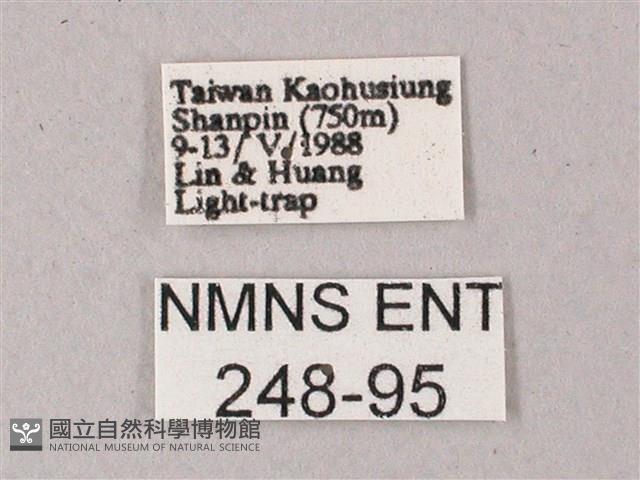 Taiwan Kaohusiung
Shanpin (750m)
9-13/ V./1988
Lin & Huang
Light-trap
NMNS ENT
248-95
國立自然科學博物館
NATIONAL MUSEUM OF NATURAL SCIENCE